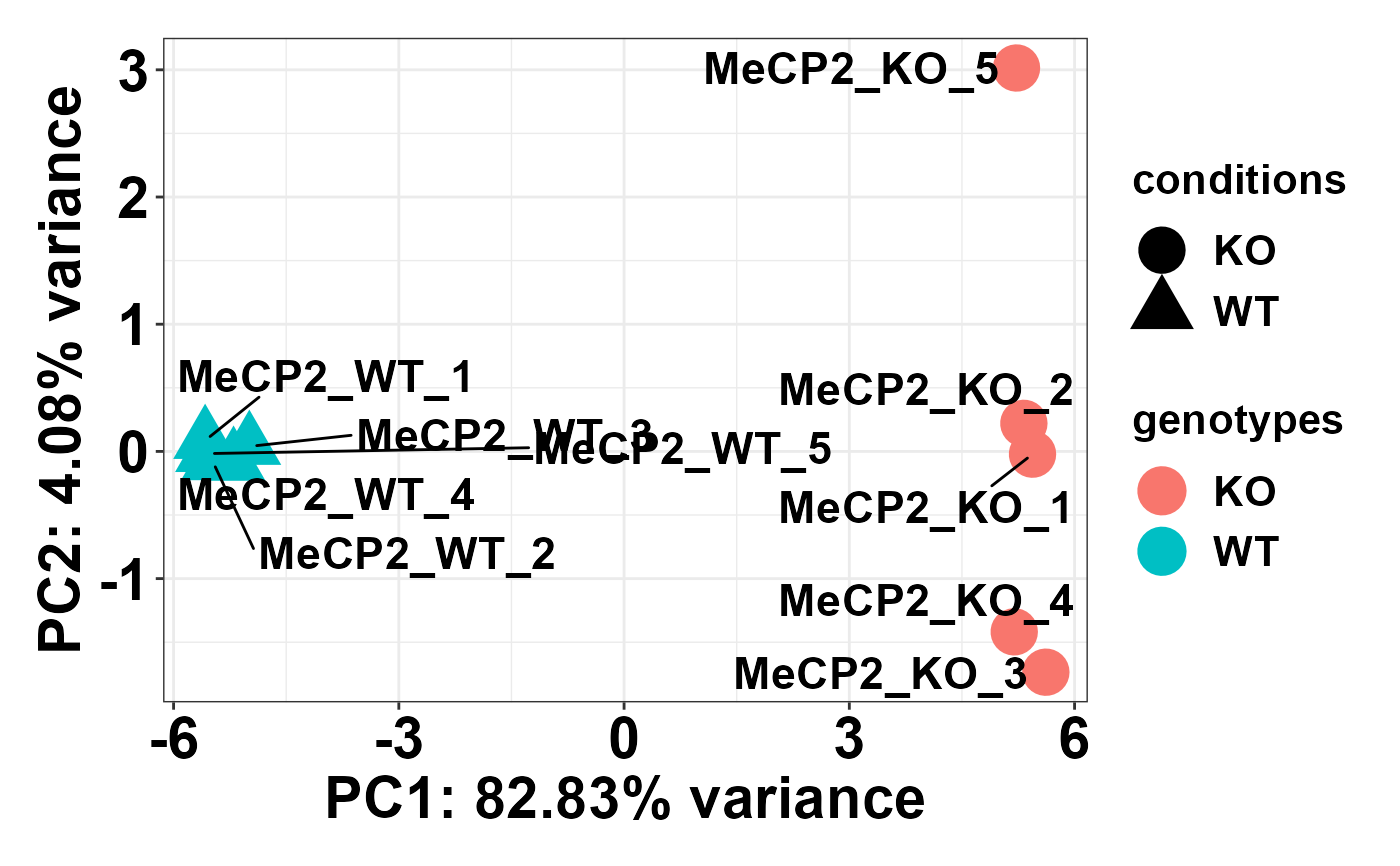 MeCP2_KO_5
MeCP2_WT_1
MeCP2_KO_2
MeCP2_WT_3
MeCP2_WT_5
MeCP2_WT_4
MeCP2_KO_1
MeCP2_WT_2
MeCP2_KO_4
MeCP2_KO_3
3
2
1
0
-1
-6
-3
0
3
6
PC1: 82.83% variance
PC2: 4.08% variance
conditions
KO
WT
genotypes
KO
WT